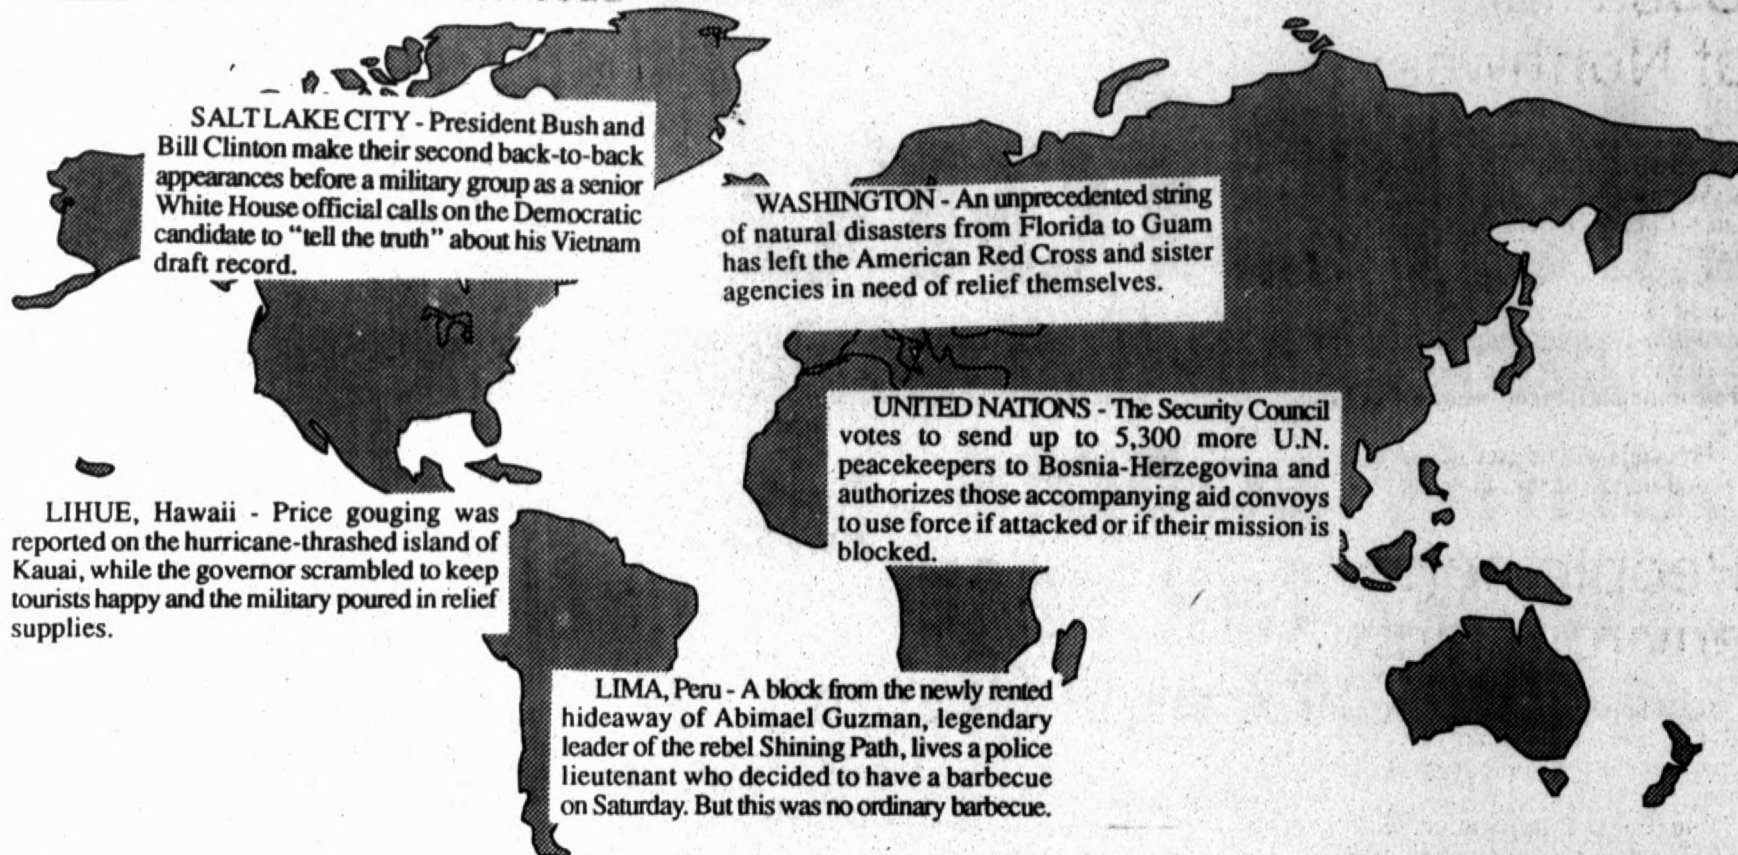 SALT LAKE CITY - President Bush and
Bill Clinton make their second back-to-back
appearances before a military group as a senior
White House official calls on the Democratic
candidate to "tell the truth" about his Vietnam
draft record.
WASHINGTON - An unprecedented string
of natural disasters from Florida to Guam
has left the American Red Cross and sister
agencies in need of relief themselves.
UNITED NATIONS - The Security Council
votes to send up to 5,300 more U.N.
peacekeepers to Bosnia-Herzegovina and
authorizes those accompanying aid convoys
to use force if attacked or if their mission is
blocked.
LIHUE, Hawaii - Price gouging was
reported on the hurricane-thrashed island of
Kauai, while the governor scrambled to keep
tourists happy and the military poured in relief
supplies.
LIMA, Peru - A block from the newly rented
hideaway of Abimael Guzman, legendary
leader of the rebel Shining Path, lives a police
lieutenant who decided to have a barbecue
on Saturday. But this was no ordinary barbecue.